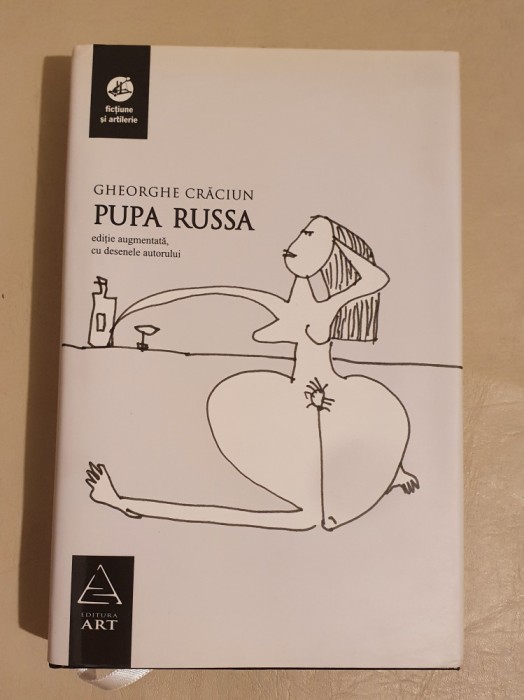 ficțiune
și artilerie
GHEORGHE CRĂCIUN
PUPA RUSSA
ediție augmentată,
cu desenele autorului
EDITURA
ART